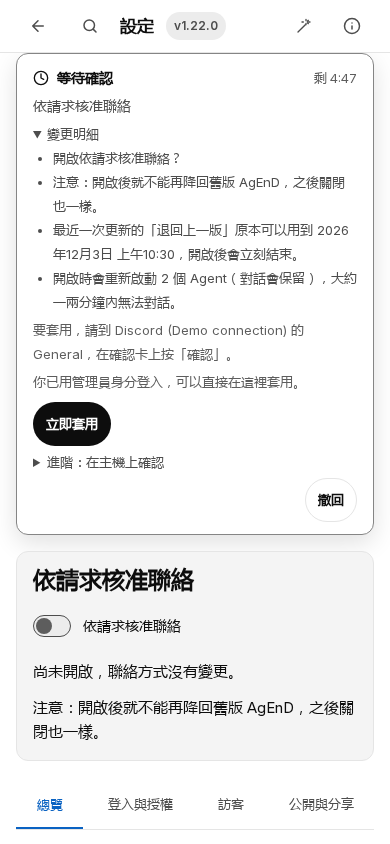 設定 v1.22.0
等待確認 剩 4:47
依請求核准聯絡
▼ 變更明細
• 開啟依請求核准聯絡？
• 注意：開啟後就不能再降回舊版 AgEnD，之後關閉
也一樣。
• 最近一次更新的「退回上一版」原本可以用到 2026
年12月3日 上午10:30，開啟後會立刻結束。
• 開啟時會重新啟動 2 個 Agent（對話會保留），大約
一兩分鐘內無法對話。
要套用，請到 Discord (Demo connection) 的
General，在確認卡上按「確認」。
你已用管理員身分登入，可以直接在這裡套用。
立即套用
▶ 進階：在主機上確認
撤回
依請求核准聯絡
依請求核准聯絡
尚未開啟，聯絡方式沒有變更。
注意：開啟後就不能再降回舊版 AgEnD，之後關
閉也一樣。
總覽 登入與授權 訪客 公開與分享